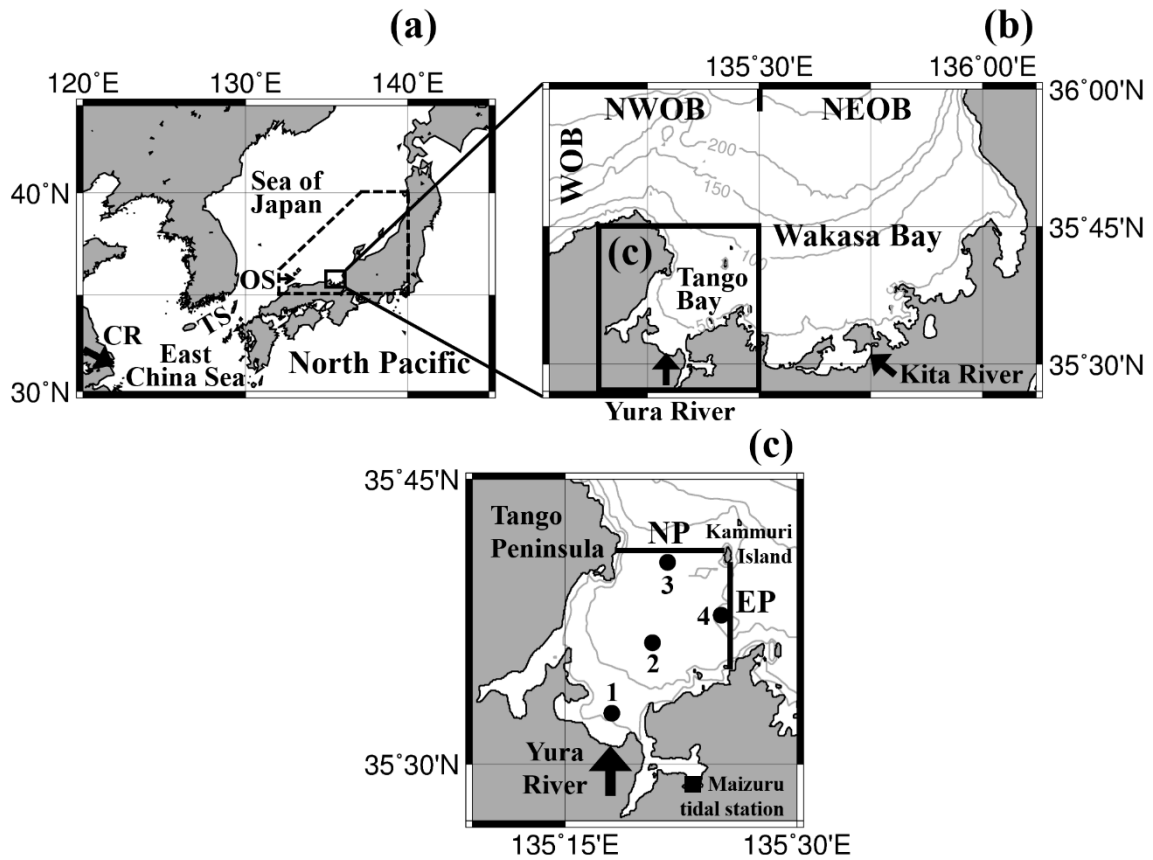 (a)
120°E 130°E 140°E
40°N
30°N
Sea of
Japan
OS
TS
CR
East
China Sea
North Pacific
(b)
135°30'E 136°00'E
36°00'N
35°45'N
35°30'N
NWOB NEOB
WOB
200
150
100
50
Wakasa Bay
(c)
Tango
Bay
Kita River
Yura River
(c)
35°45'N
35°30'N
135°15'E 135°30'E
Tango
Peninsula
NP
Kammuri
Island
3
4 EP
2
1
Yura
River
Maizuru
tidal station